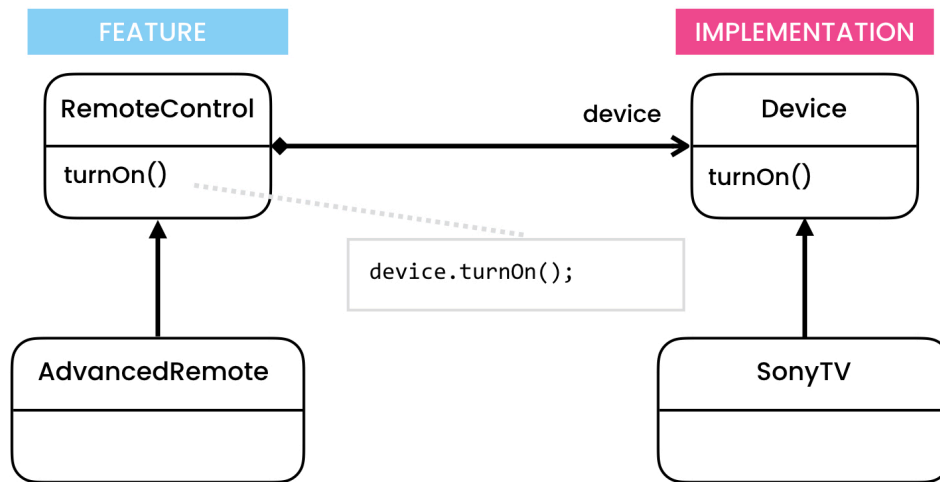 FEATURE
IMPLEMENTATION
RemoteControl
device
Device
turnOn()
turnOn()
device.turnOn();
AdvancedRemote
SonyTV